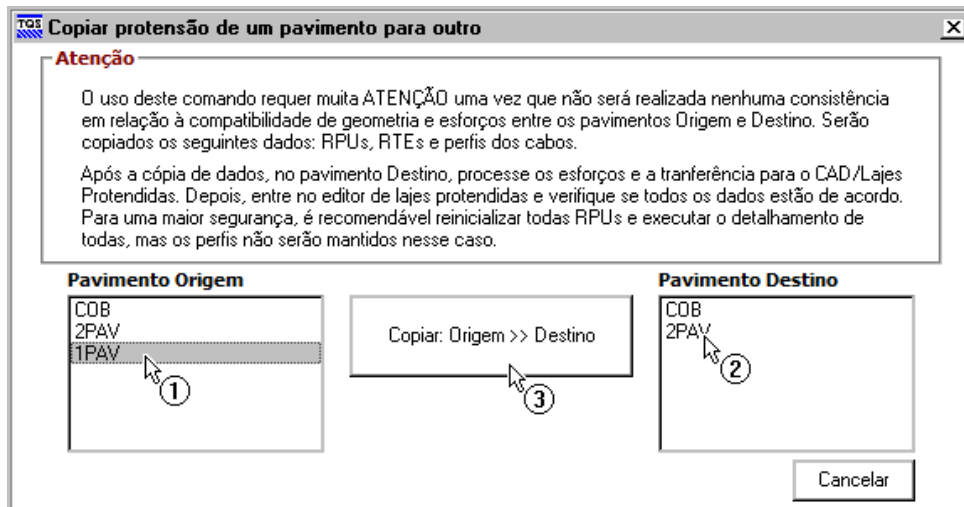 TQS Copiar protensão de um pavimento para outro
Atenção
O uso deste comando requer muita ATENÇÃO uma vez que não será realizada nenhuma consistência
em relação à compatibilidade de geometria e esforços entre os pavimentos Origem e Destino. Serão
copiados os seguintes dados: RPUs, RTEs e perfis dos cabos.
Após a cópia de dados, no pavimento Destino, processe os esforços e a tranferência para o CAD/Lajes
Protendidas. Depois, entre no editor de lajes protendidas e verifique se todos os dados estão de acordo.
Para uma maior segurança, é recomendável reinicializar todas RPUs e executar o detalhamento de
todas, mas os perfis não serão mantidos nesse caso.
Pavimento Origem
COB
2PAV
1PAV
1
Copiar: Origem >> Destino
3
Pavimento Destino
COB
2PAV
2
Cancelar